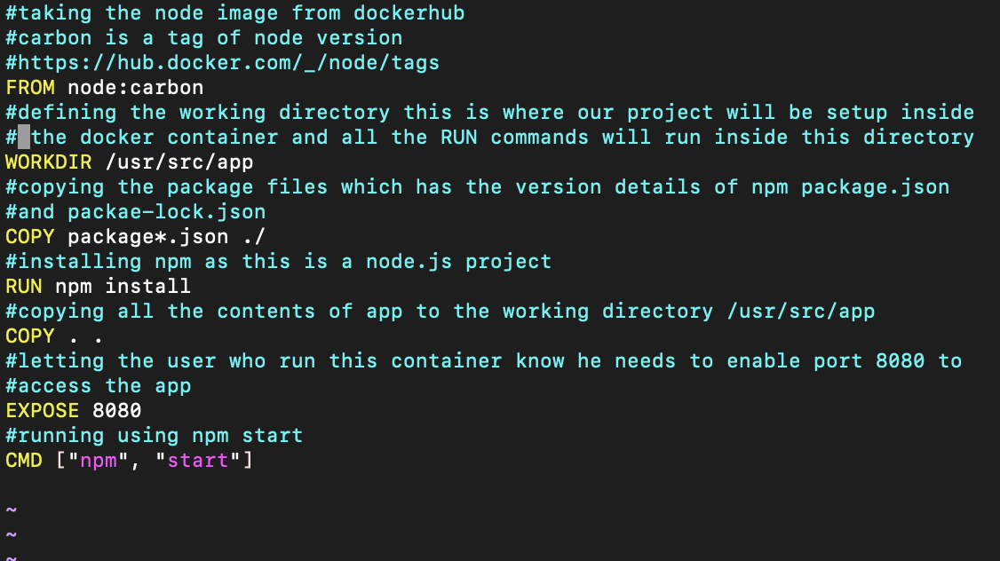 #taking the node image from dockerhub
#carbon is a tag of node version
#https://hub.docker.com/_/node/tags
FROM node:carbon
#defining the working directory this is where our project will be setup inside
# the docker container and all the RUN commands will run inside this directory
WORKDIR /usr/src/app
#copying the package files which has the version details of npm package.json
#and packae-lock.json
COPY package*.json ./
#installing npm as this is a node.js project
RUN npm install
#copying all the contents of app to the working directory /usr/src/app
COPY . .
#letting the user who run this container know he needs to enable port 8080 to
#access the app
EXPOSE 8080
#running using npm start
CMD ["npm", "start"]
~
~
~